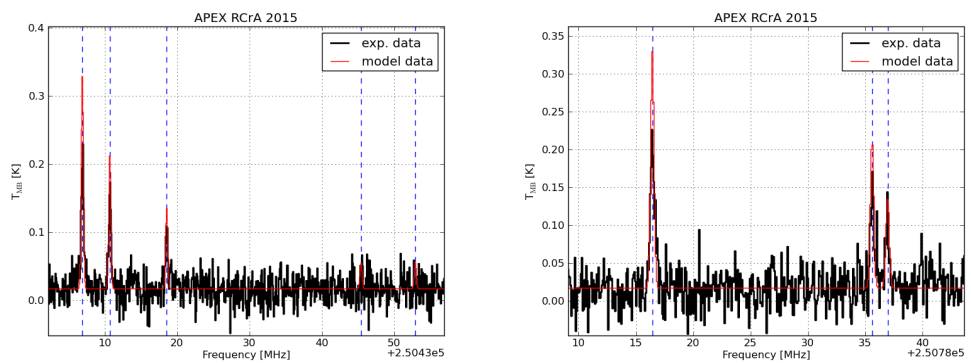 APEX RCrA 2015
0.4
0.3
0.2
0.1
0.0
T_MB [K]
exp. data
model data
10
20
30
40
50
Frequency [MHz]
+2.5043e5
APEX RCrA 2015
0.35
0.30
0.25
0.20
0.15
0.10
0.05
0.00
T_MB [K]
exp. data
model data
10
15
20
25
30
35
40
Frequency [MHz]
+2.5078e5